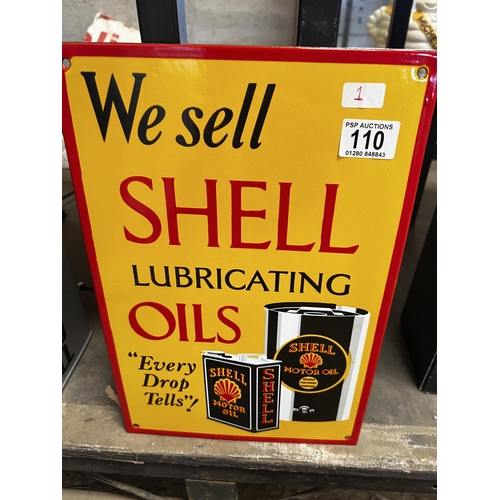 We sell
1
PSP AUCTIONS
110
01280 848843
SHELL
LUBRICATING
OILS
"Every
Drop
Tells"!
SHELL
MOTOR
OIL
SHELL
SHELL
MOTOR OIL